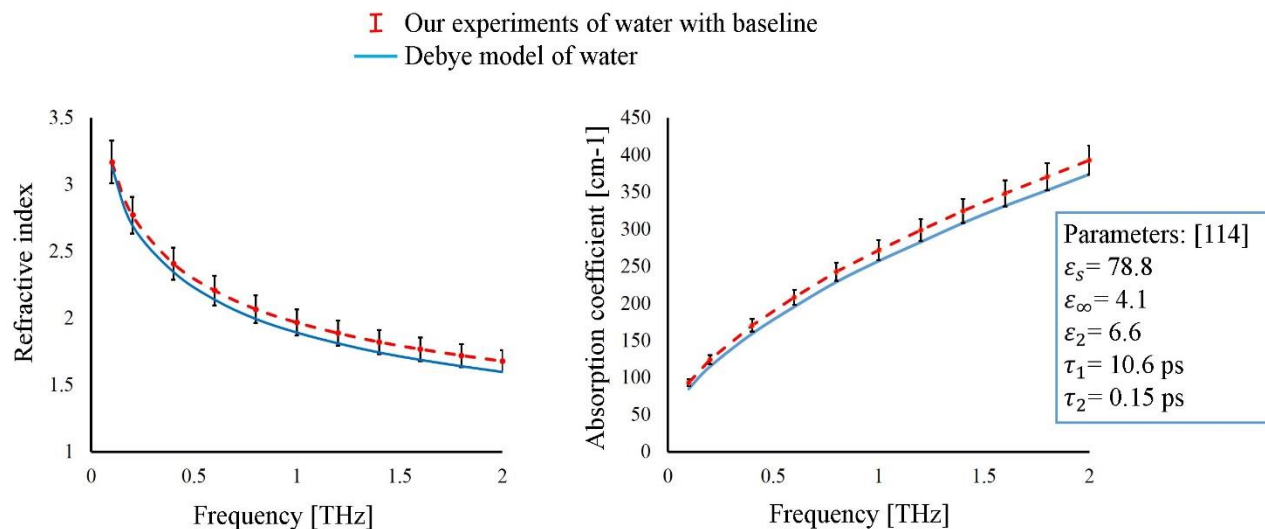 Our experiments of water with baseline
Debye model of water
Refractive index
3.5
3
2.5
2
1.5
1
0
0.5
1
1.5
2
Frequency [THz]
Absorption coefficient [cm-1]
450
400
350
300
250
200
150
100
50
0
0
0.5
1
1.5
2
Frequency [THz]
Parameters: [114]
εs= 78.8
ε∞= 4.1
ε2= 6.6
τ1= 10.6 ps
τ2= 0.15 ps